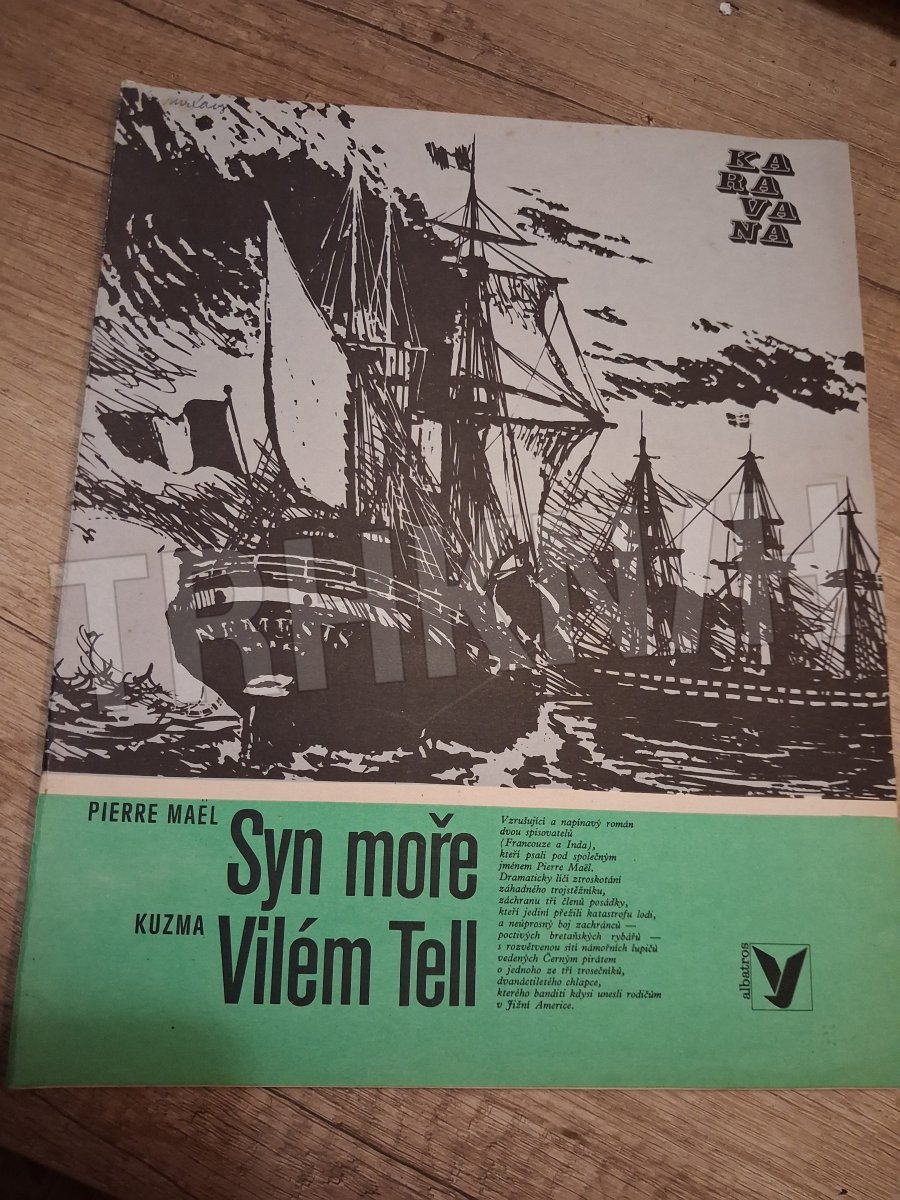 KA
RA
VA
NA
TRHKNIH
PIERRE MAËL
Syn moře
KUZMA
Vilém Tell
Vzrušující a napínavý román
dvou spisovatelů
(Francouze a Inda),
kteří psali pod společným
jménem Pierre Maël.
Dramaticky líčí ztroskotání
záhadného trojstěžníku,
záchranu tří členů posádky,
kteří jediní přežili katastrofu lodi,
a neúprosný boj zachránců —
poctivých bretaňských rybářů —
s rozvětvenou sítí námořních lupičů
vedených Černým pirátem
o jednoho ze tří trosečníků,
dvanáctiletého chlapce,
kterého banditi kdysi unesli rodičům
v Jižní Americe.
albatros